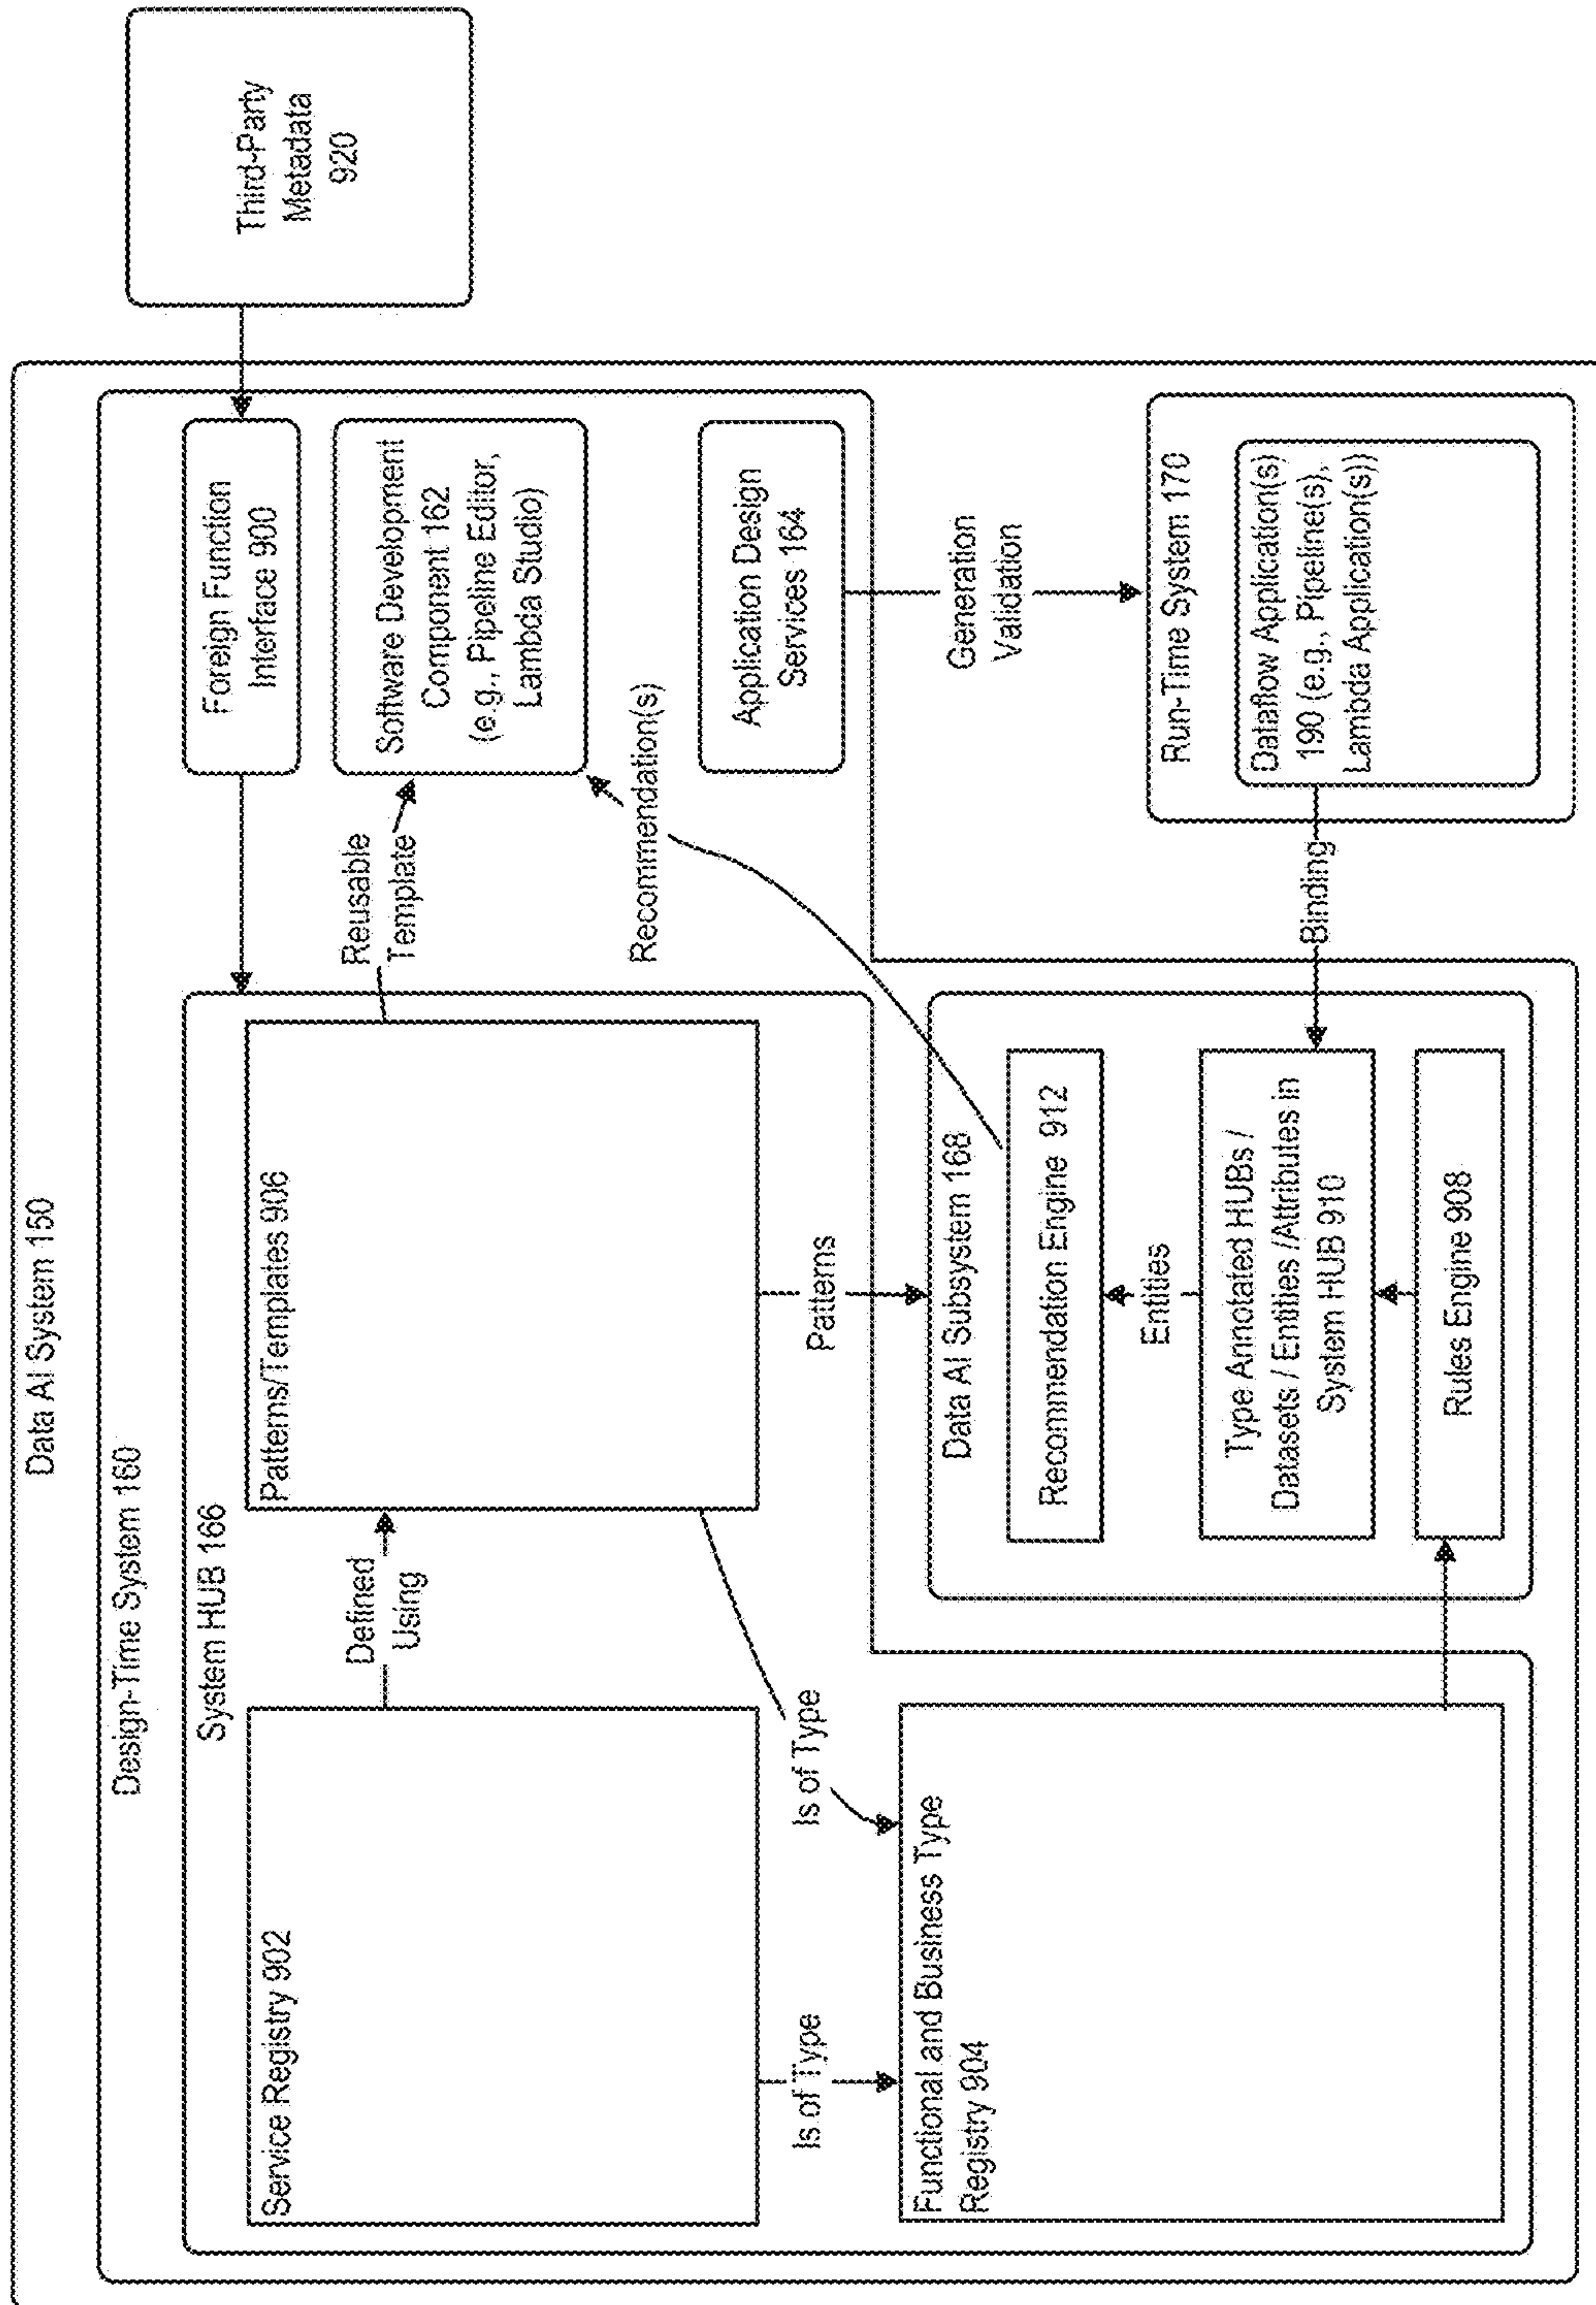 Data AI System 150
Design-Time System 160
System HUB 166
Service Registry 902
Defined
Using
Patterns/Templates 906
Reusable
Template
Foreign Function
Interface 900
Third-Party
Metadata
920
Software Development
Component 162
(e.g., Pipeline Editor,
Lambda Studio)
Recommendation(s)
Application Design
Services 164
Is of Type
Is of Type
Patterns
Functional and Business Type
Registry 904
Data AI Subsystem 168
Recommendation Engine 912
Entities
Type Annotated HUBs /
Datasets / Entities /Attributes in
System HUB 910
Rules Engine 908
Generation
Validation
Binding
Run-Time System 170
Dataflow Application(s)
190 (e.g., Pipeline(s),
Lambda Application(s))